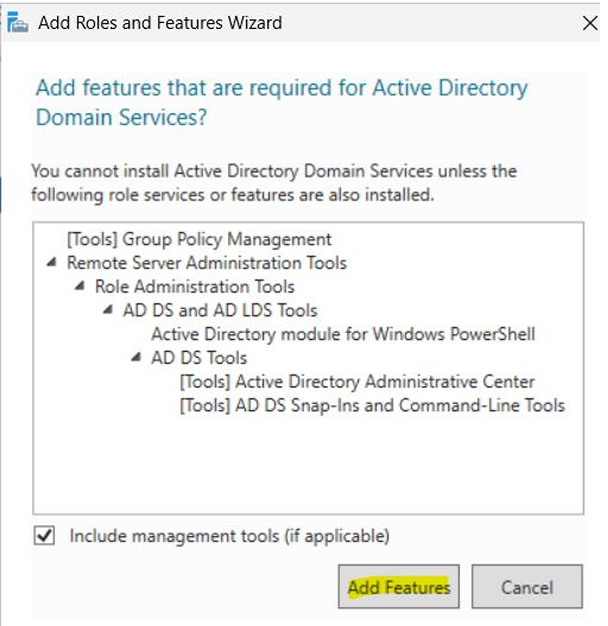 Add Roles and Features Wizard
Add features that are required for Active Directory
Domain Services?
You cannot install Active Directory Domain Services unless the
following role services or features are also installed.
[Tools] Group Policy Management
Remote Server Administration Tools
Role Administration Tools
AD DS and AD LDS Tools
Active Directory module for Windows PowerShell
AD DS Tools
[Tools] Active Directory Administrative Center
[Tools] AD DS Snap-Ins and Command-Line Tools
Include management tools (if applicable)
Add Features
Cancel